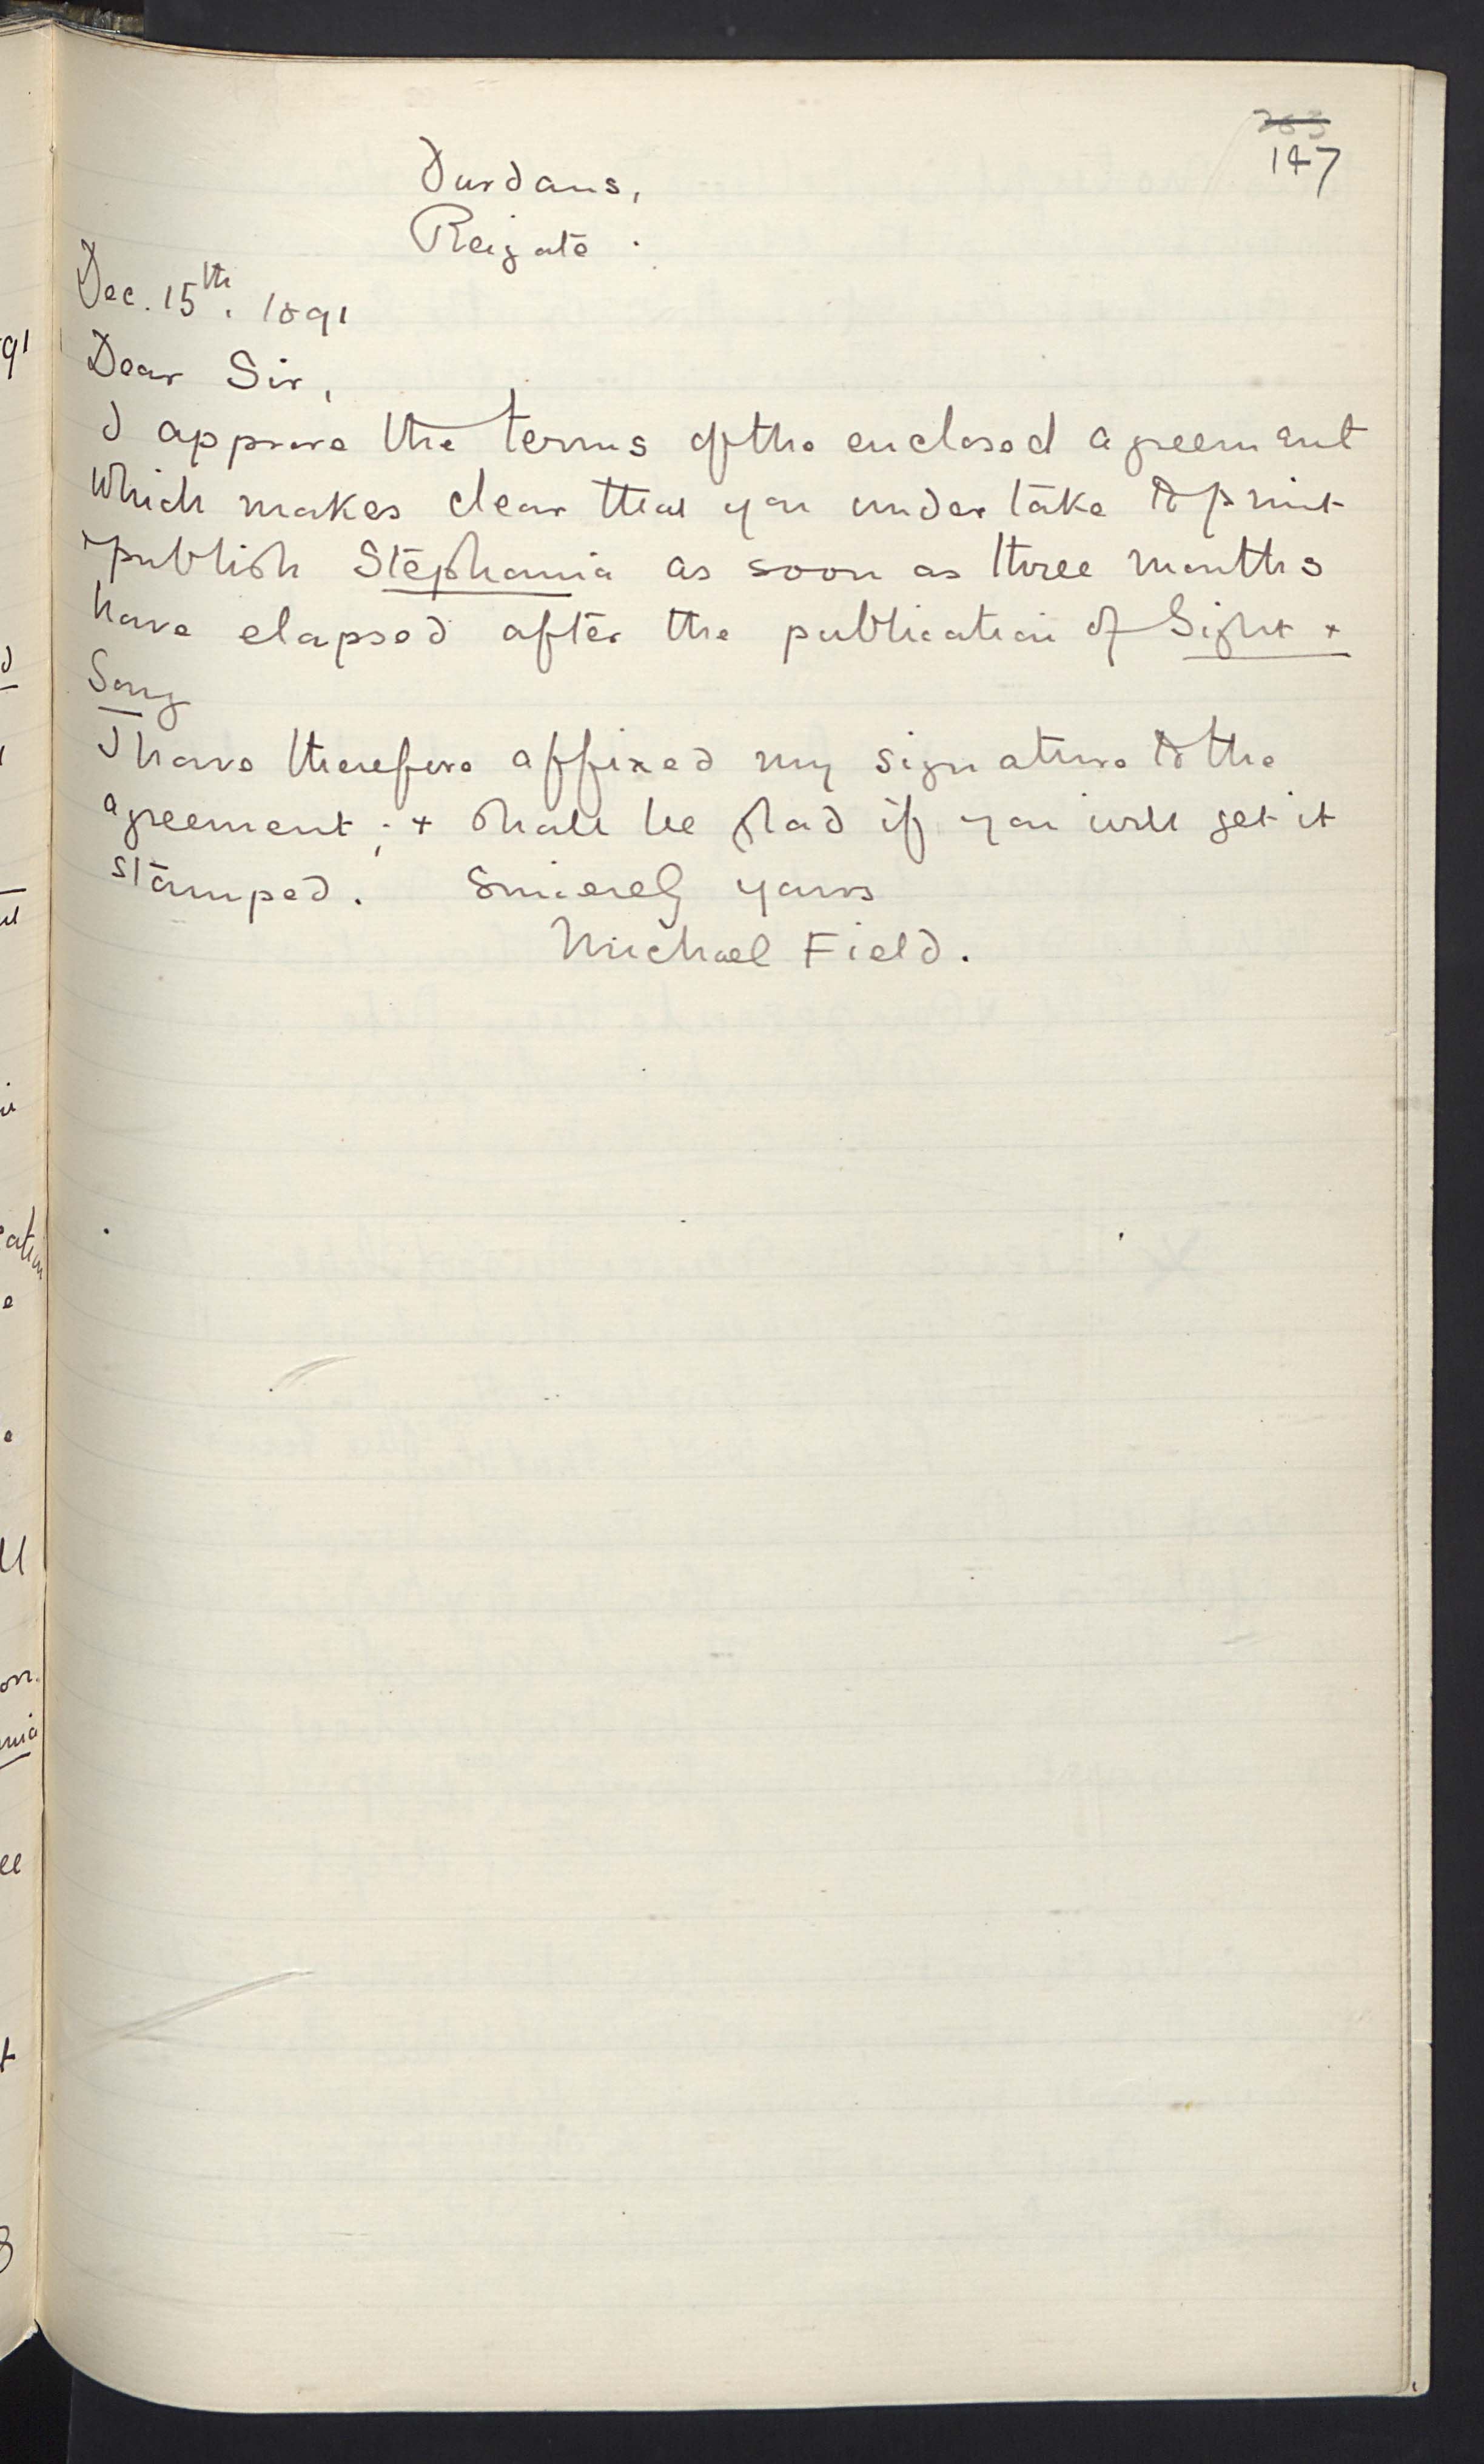 ~~263~~
147
Durdans,
Reigate.
Dec. 15th. 1891
Dear Sir,
I approve the terms of the enclosed agreement
which makes clear that you undertake to print
+ publish Stephania as soon as three months
have elapsed after the publication of Sight +
Song
I have therefore affixed my signature to the
agreement; + shall be glad if you will get it
stamped. Sincerely yours
Michael Field.